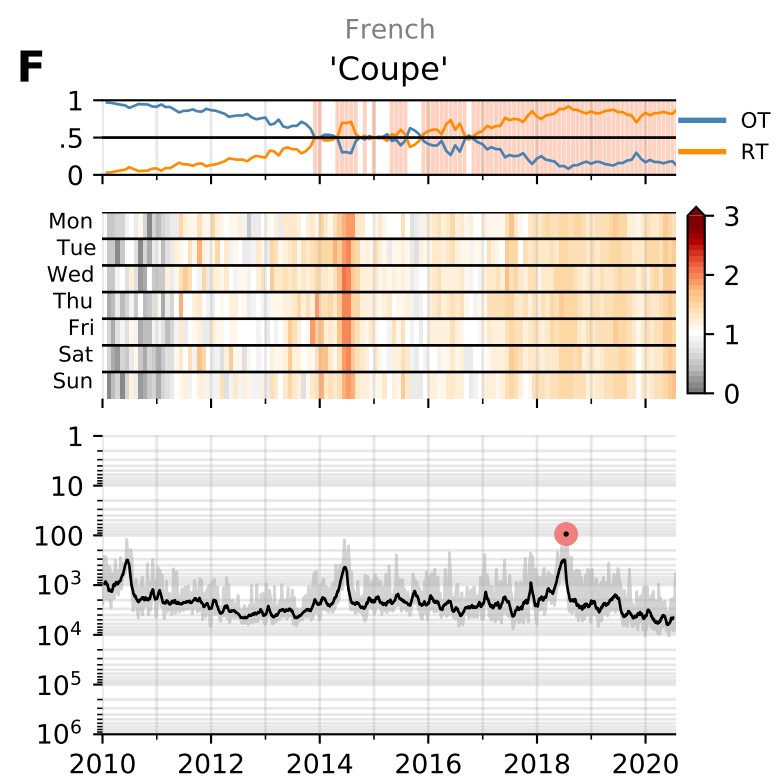 French
F
'Coupe'
1
.5
0
OT
RT
Mon
Tue
Wed
Thu
Fri
Sat
Sun
3
2
1
0
1
10
100
10³
10⁴
10⁵
10⁶
2010 2012 2014 2016 2018 2020